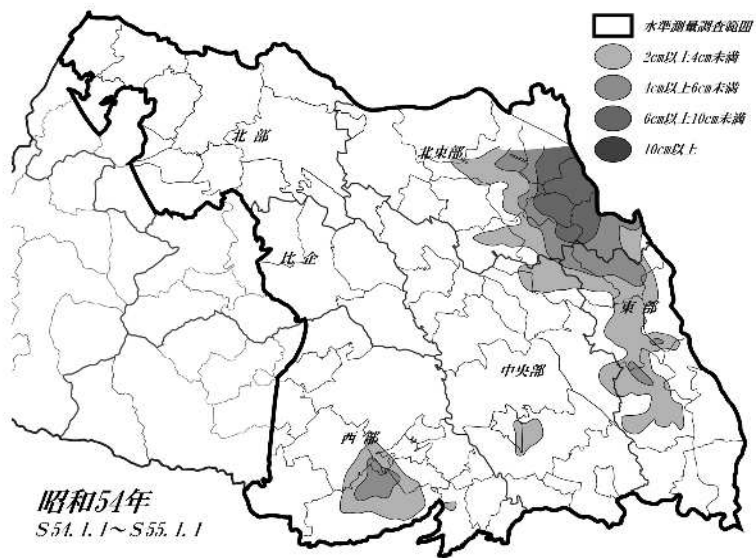 水準測量調査範囲
2cm以上4cm未満
4cm以上6cm未満
6cm以上10cm未満
10cm以上
北部
北東部
比企
東部
中央部
西部
昭和54年
S54.1.1~S55.1.1